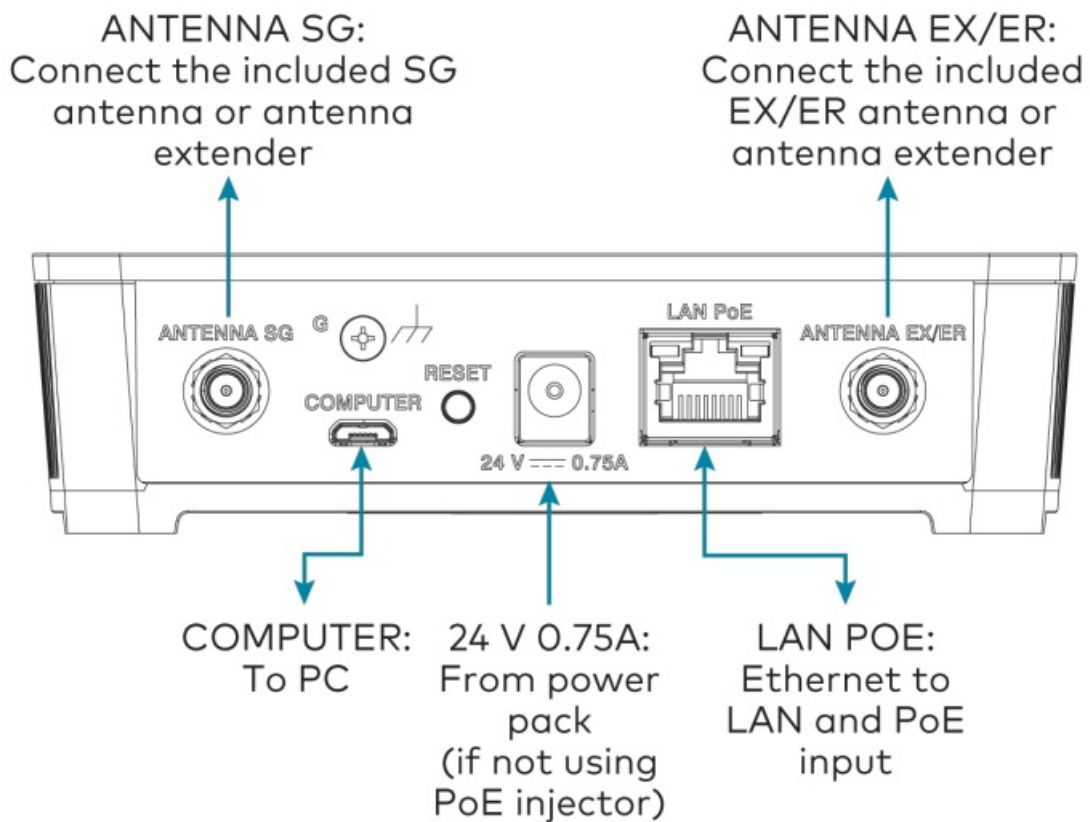 ANTENNA SG:
Connect the included SG
antenna or antenna
extender
ANTENNA EX/ER:
Connect the included
EX/ER antenna or
antenna extender
ANTENNA SG
G
COMPUTER
RESET
24 V 0.75A
LAN PoE
ANTENNA EX/ER
COMPUTER:
To PC
24 V 0.75A:
From power
pack
(if not using
PoE injector)
LAN POE:
Ethernet to
LAN and PoE
input